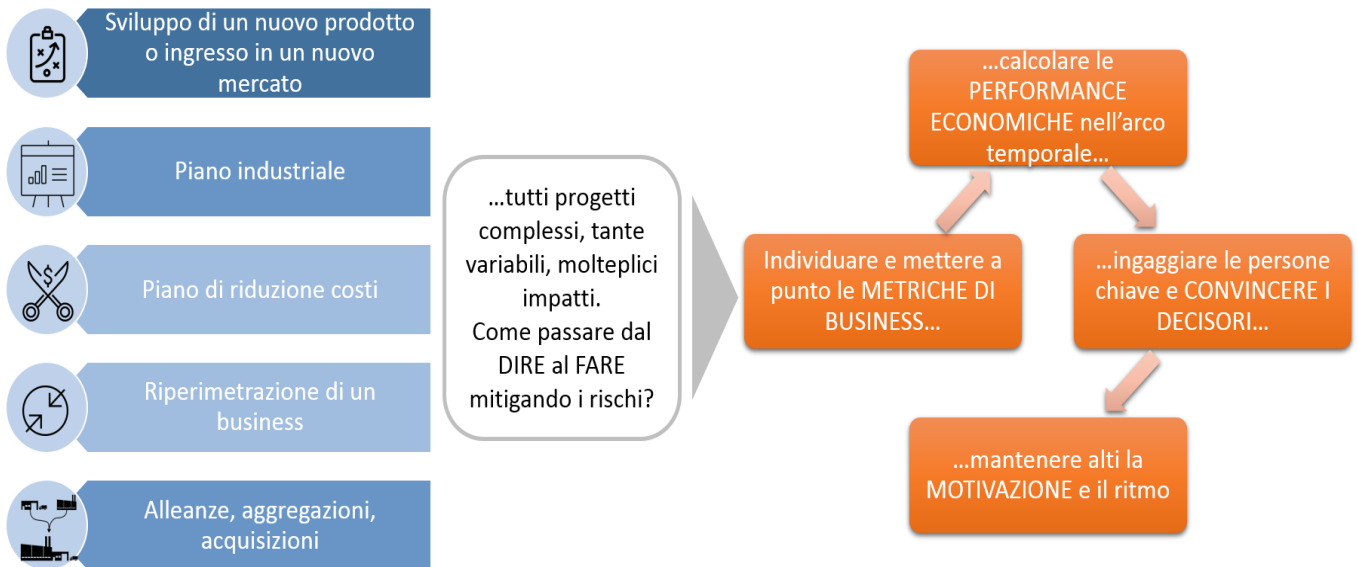 Sviluppo di un nuovo prodotto
o ingresso in un nuovo
mercato
Piano industriale
$
Piano di riduzione costi
Riperimetrazione di un
business
Alleanze, aggregazioni,
acquisizioni
...tutti progetti
complessi, tante
variabili, molteplici
impatti.
Come passare dal
DIRE al FARE
mitigando i rischi?
Individuare e mettere a
punto le METRICHE DI
BUSINESS...
...calcolare le
PERFORMANCE
ECONOMICHE nell’arco
temporale...
...ingaggiare le persone
chiave e CONVINCERE I
DECISORI...
...mantenere alti la
MOTIVAZIONE e il ritmo